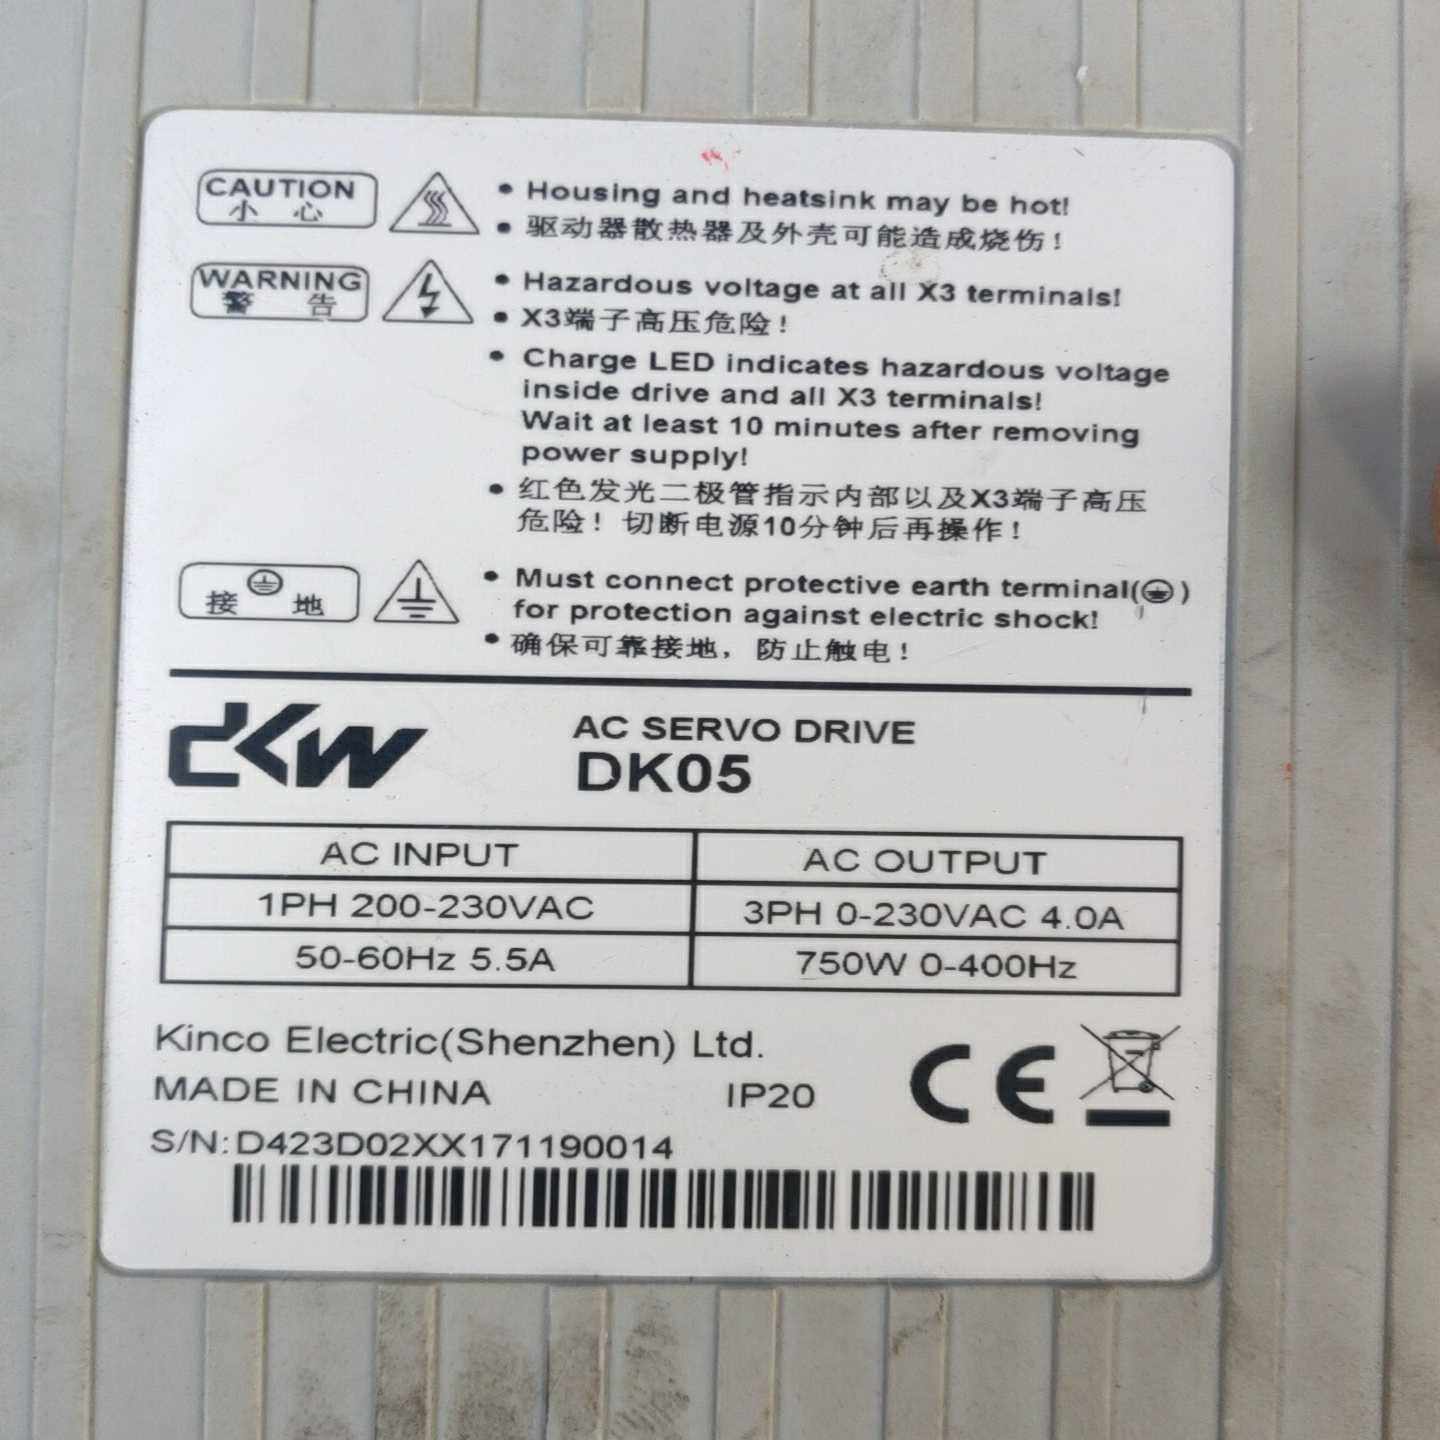 CAUTION
小 心
• Housing and heatsink may be hot!
• 驱动器散热器及外壳可能造成烧伤！
WARNING
警 告
• Hazardous voltage at all X3 terminals!
• X3端子高压危险！
• Charge LED indicates hazardous voltage
inside drive and all X3 terminals!
Wait at least 10 minutes after removing
power supply!
• 红色发光二极管指示内部以及X3端子高压
危险！切断电源10分钟后再操作！
接 地
• Must connect protective earth terminal(⏚)
for protection against electric shock!
• 确保可靠接地，防止触电！
CKW
AC SERVO DRIVE
DK05
AC INPUT
AC OUTPUT
1PH 200-230VAC
3PH 0-230VAC 4.0A
50-60Hz 5.5A
750W 0-400Hz
Kinco Electric(Shenzhen) Ltd.
MADE IN CHINA
IP20
CE
S/N:D423D02XX171190014